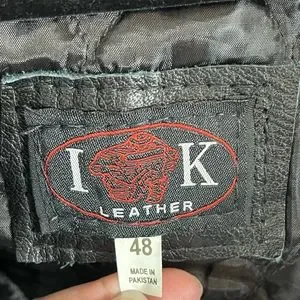 I K
LEATHER
48
MADE IN
PAKISTAN